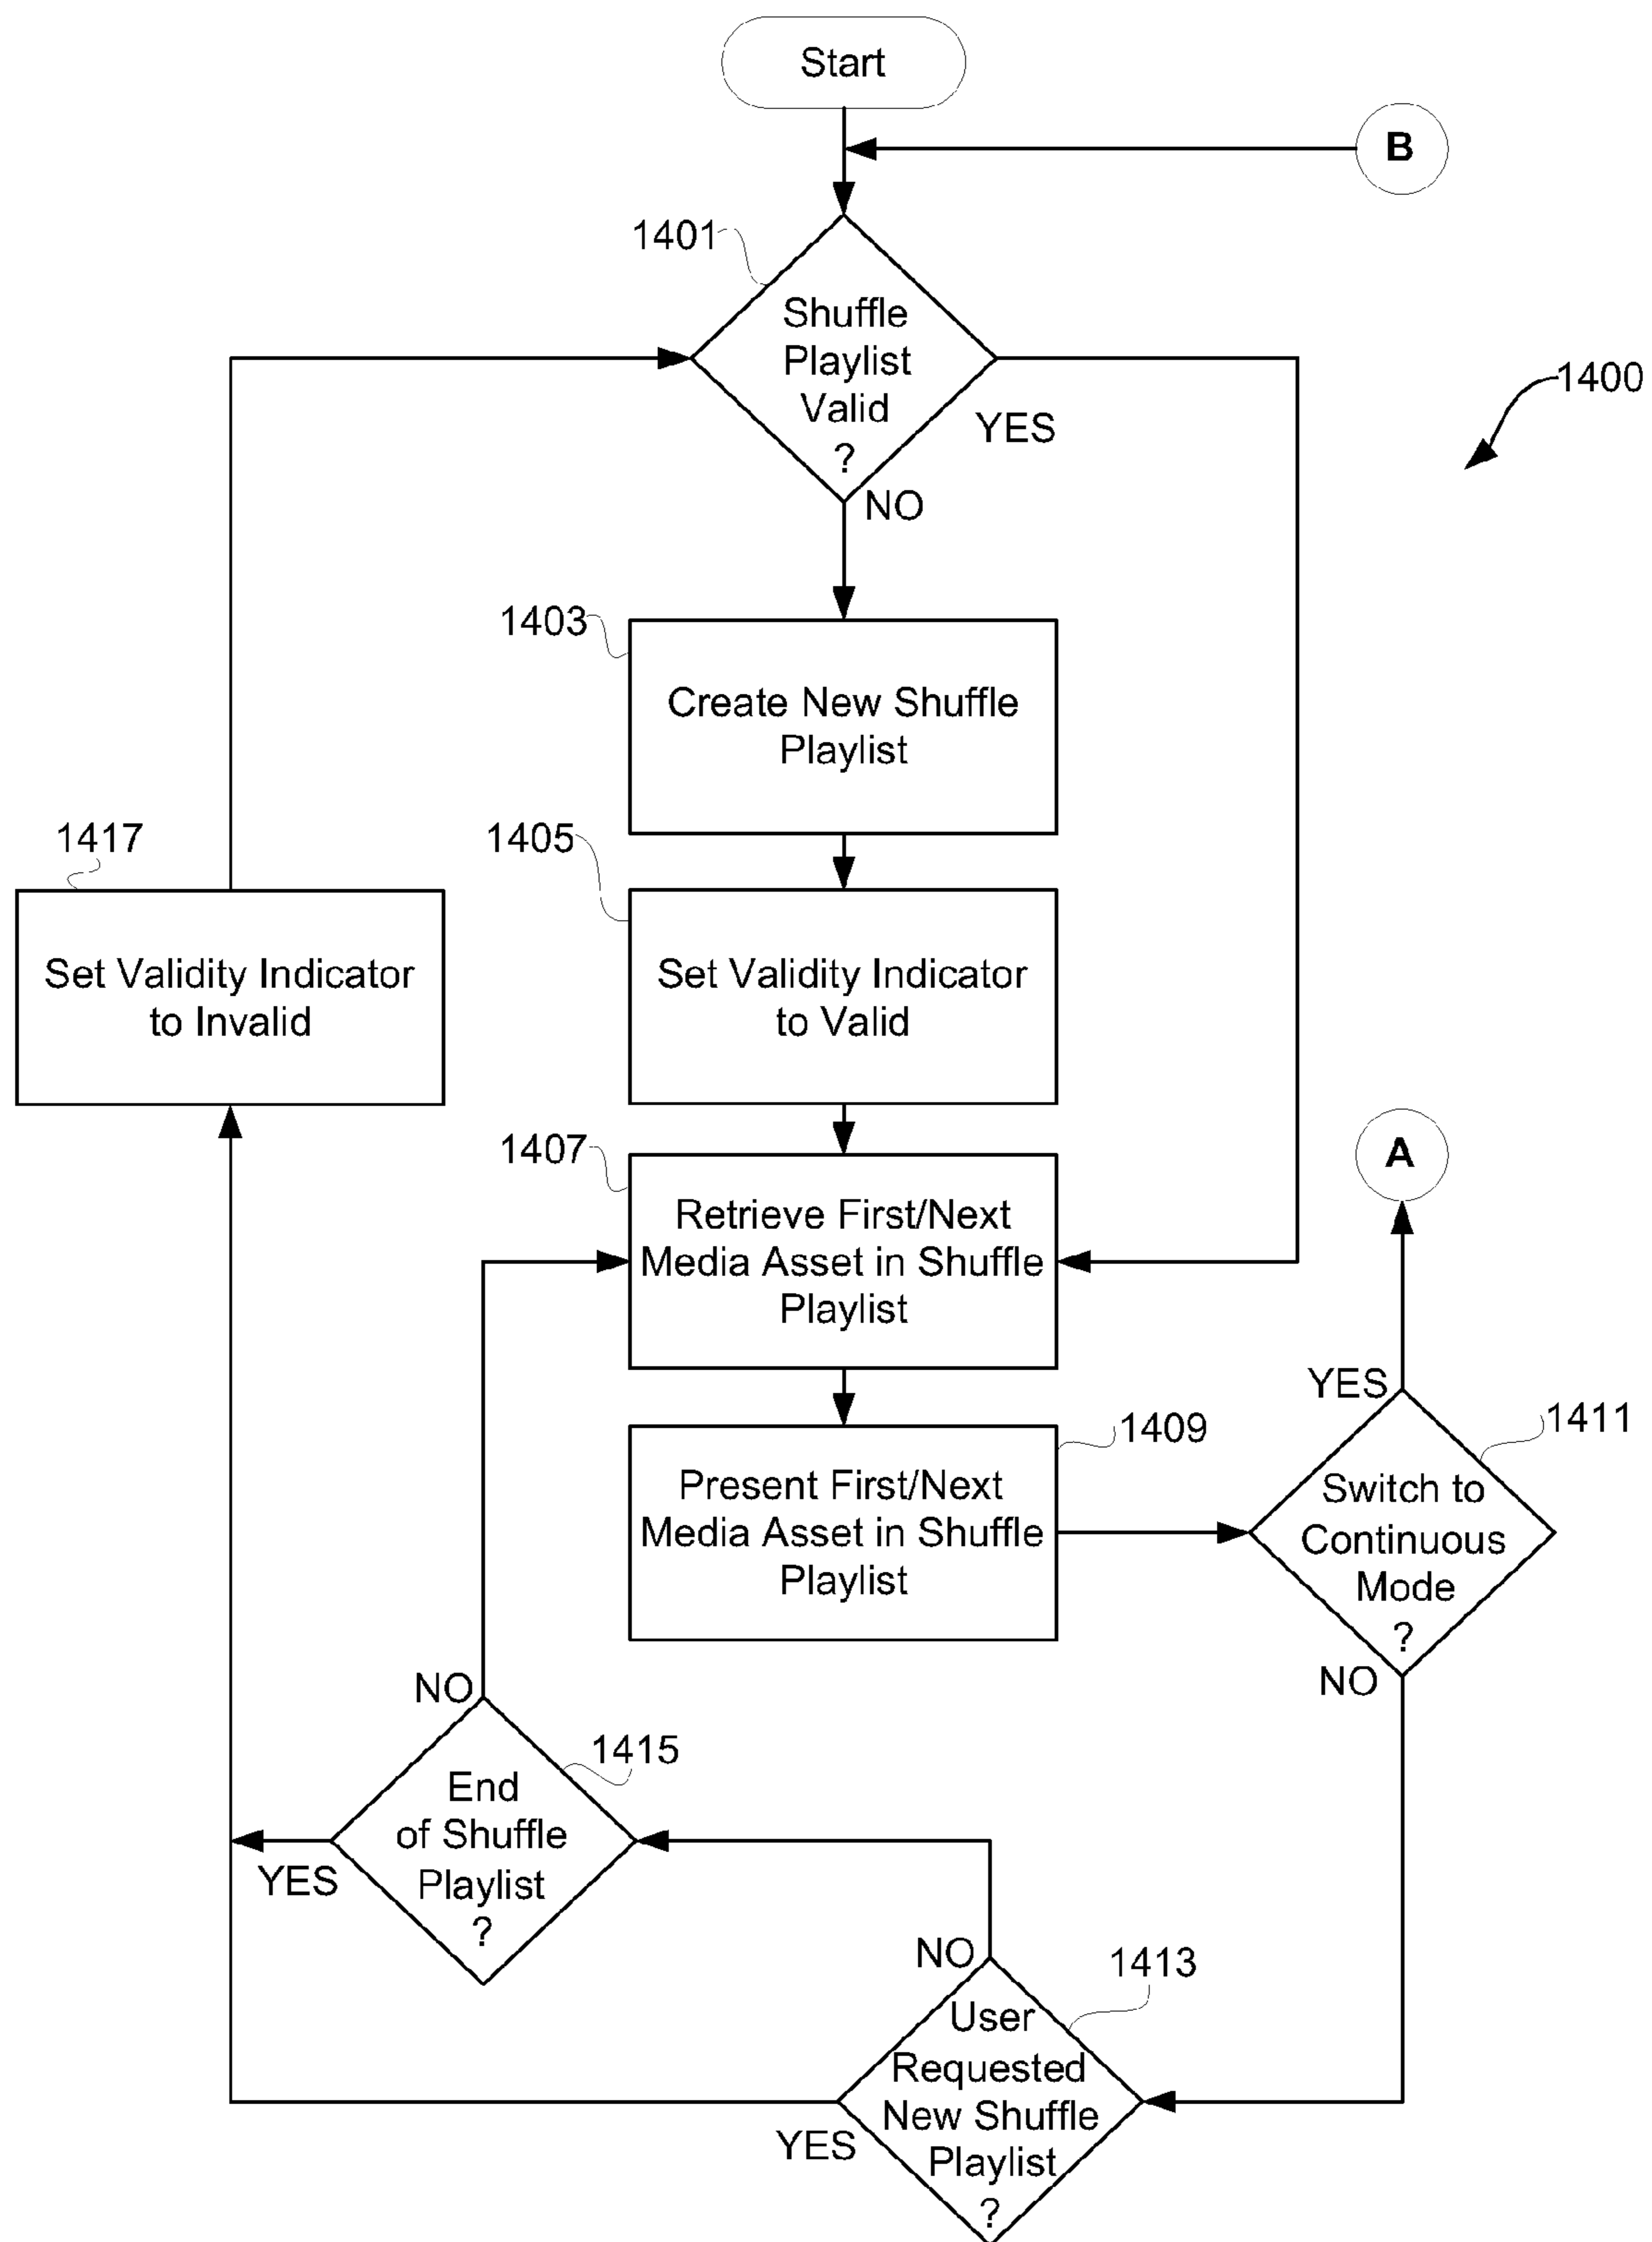 Start
B
1401
Shuffle
Playlist
Valid
?
YES
NO
1400
1403
Create New Shuffle
Playlist
1417
1405
Set Validity Indicator
to Invalid
Set Validity Indicator
to Valid
1407
A
Retrieve First/Next
Media Asset in Shuffle
Playlist
YES
1411
1409
Present First/Next
Media Asset in Shuffle
Playlist
Switch to
Continuous
Mode
?
NO
NO
1415
End
of Shuffle
Playlist
?
YES
NO
1413
User
Requested
New Shuffle
Playlist
?
YES